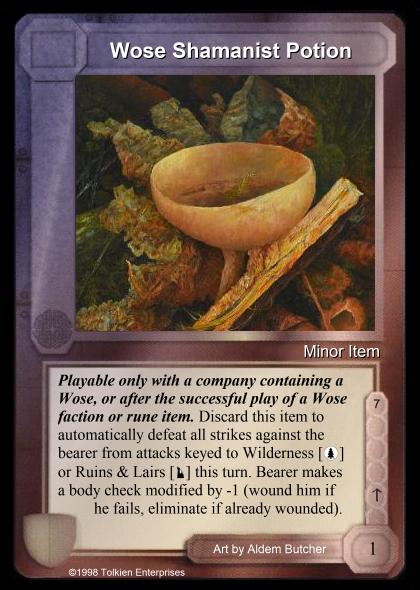 Wose Shamanist Potion
Minor Item
Playable only with a company containing a
Wose, or after the successful play of a Wose
faction or rune item. Discard this item to
automatically defeat all strikes against the
bearer from attacks keyed to Wilderness [ ]
or Ruins & Lairs [ ] this turn. Bearer makes
a body check modified by -1 (wound him if
he fails, eliminate if already wounded).
7
↑
Art by Aldem Butcher
1
©1998 Tolkien Enterprises